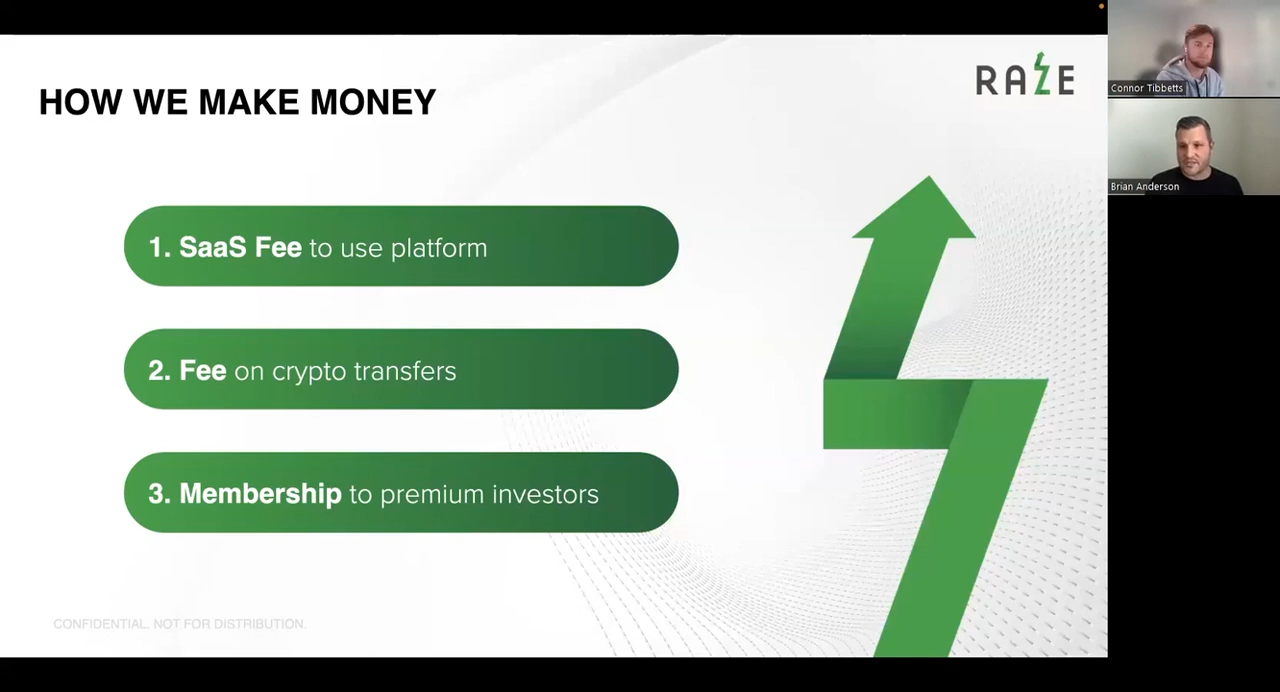 HOW WE MAKE MONEY
RAZE
1. SaaS Fee to use platform
2. Fee on crypto transfers
3. Membership to premium investors
CONFIDENTIAL. NOT FOR DISTRIBUTION.
Connor Tibbetts
Brian Anderson